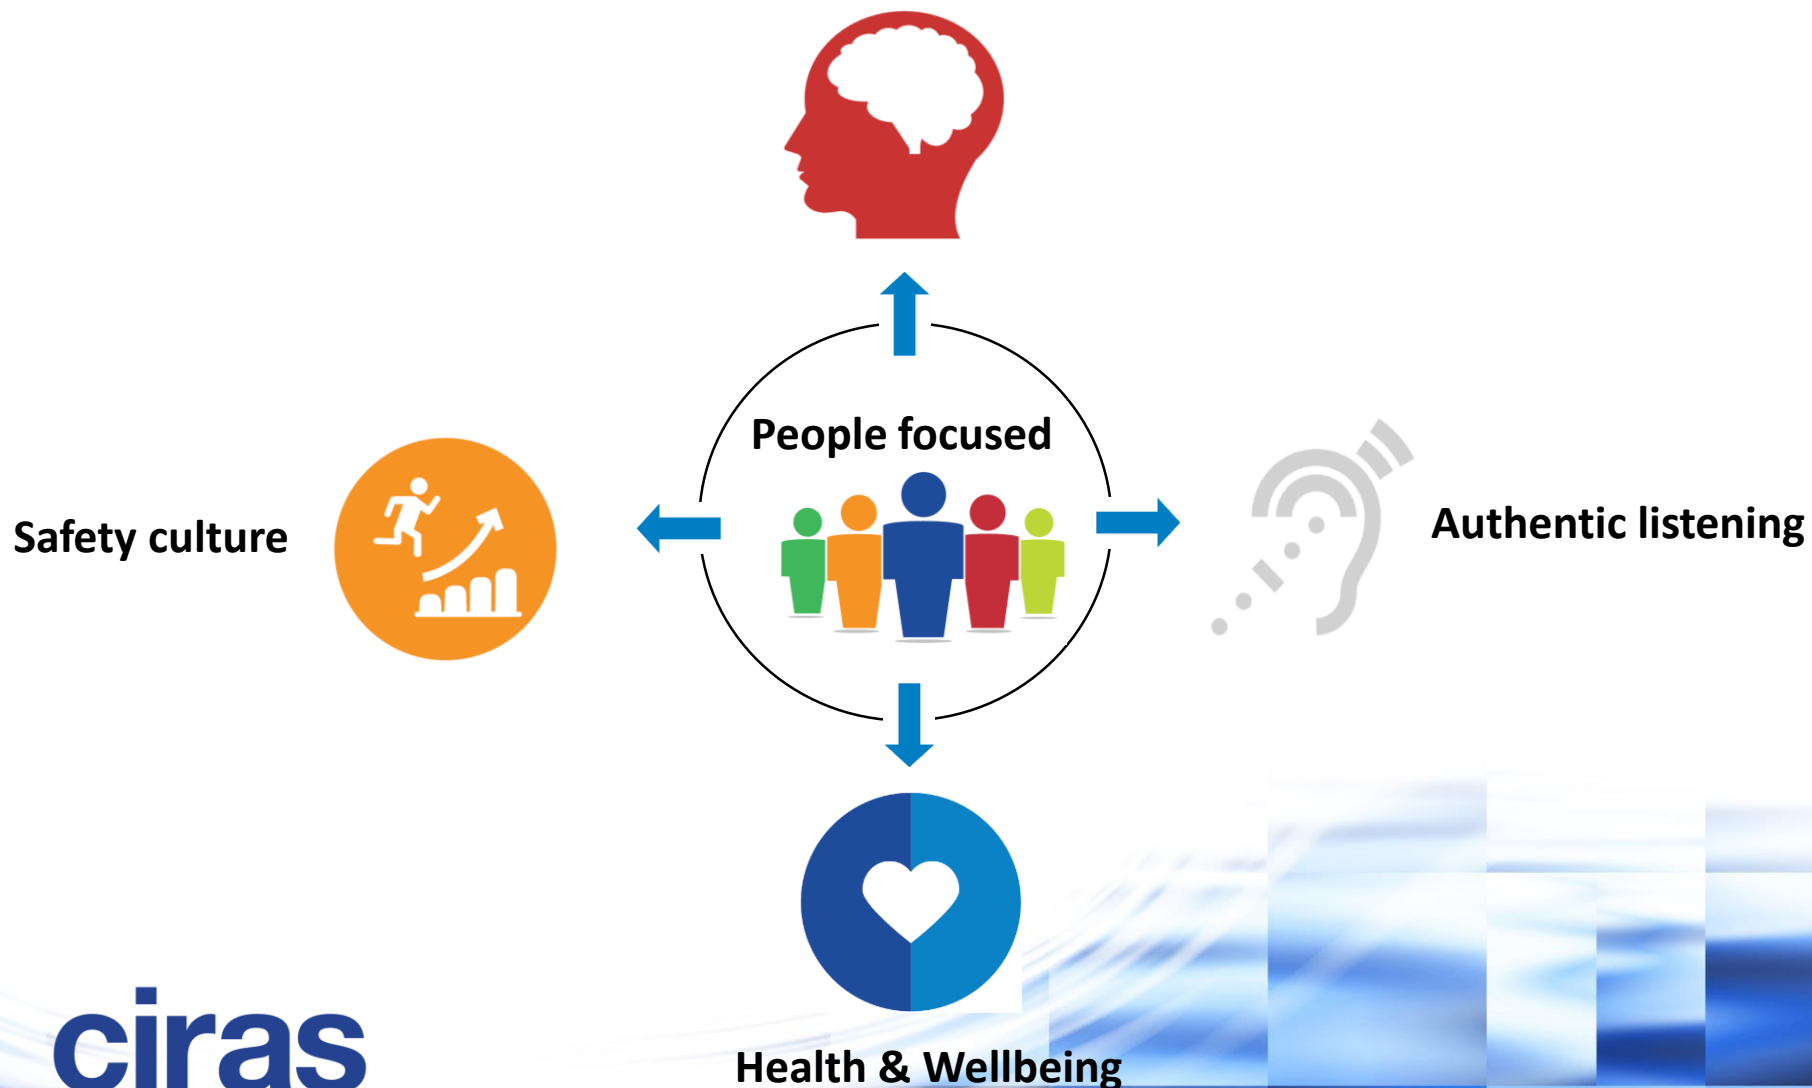 People focused
Safety culture
Authentic listening
Health & Wellbeing
ciras